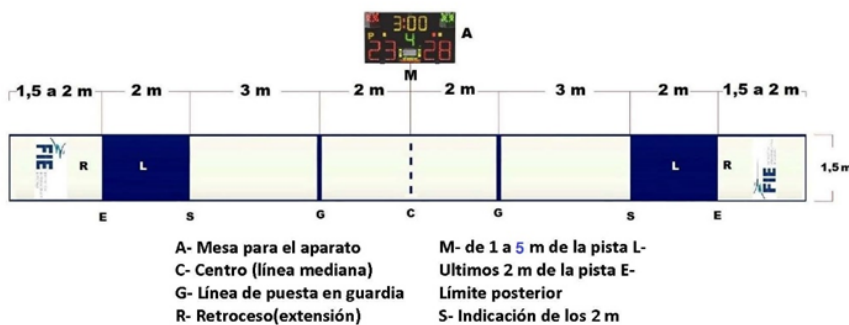 3:00
P
4
23 28
A
M
1,5 a 2 m 2 m 3 m 2 m 2 m 3 m 2 m 1,5 a 2 m
FIE R L L R FIE
1,5 m
E S G C G S E
A- Mesa para el aparato
C- Centro (línea mediana)
G- Línea de puesta en guardia
R- Retroceso(extensión)
M- de 1 a 5 m de la pista L-
Ultimos 2 m de la pista E-
Límite posterior
S- Indicación de los 2 m